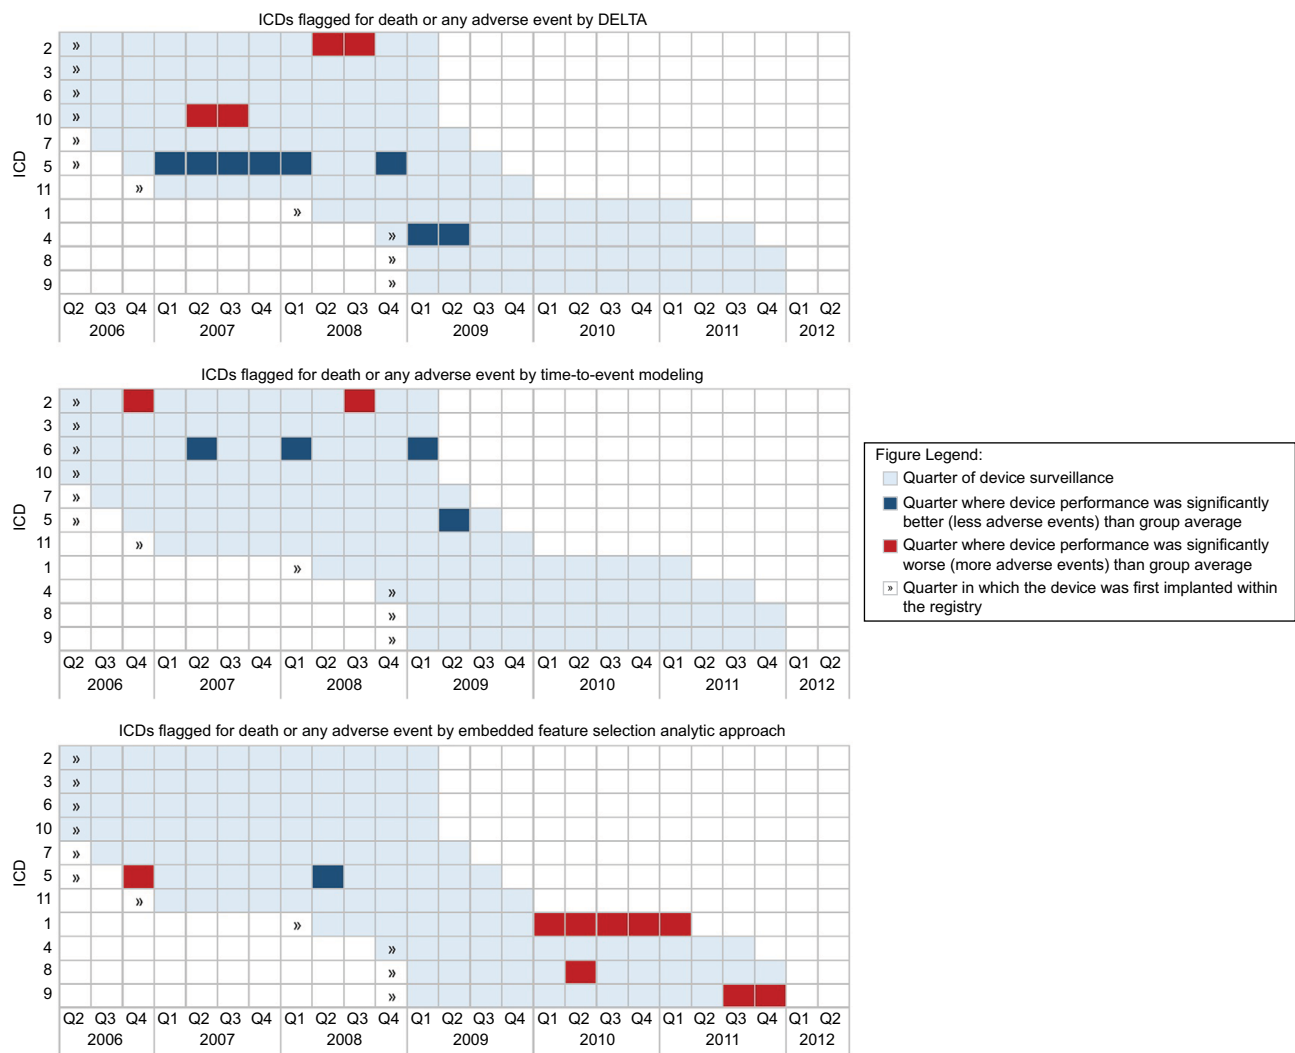 ICDs flagged for death or any adverse event by DELTA
ICD
2 »
3 »
6 »
10 »
7 »
5 »
11 »
1 »
4 »
8 »
9 »
Q2 Q3 Q4 Q1 Q2 Q3 Q4 Q1 Q2 Q3 Q4 Q1 Q2 Q3 Q4 Q1 Q2 Q3 Q4 Q1 Q2 Q3 Q4 Q1 Q2
2006 2007 2008 2009 2010 2011 2012
ICDs flagged for death or any adverse event by time-to-event modeling
ICD
2 »
3 »
6 »
10 »
7 »
5 »
11 »
1 »
4 »
8 »
9 »
Q2 Q3 Q4 Q1 Q2 Q3 Q4 Q1 Q2 Q3 Q4 Q1 Q2 Q3 Q4 Q1 Q2 Q3 Q4 Q1 Q2 Q3 Q4 Q1 Q2
2006 2007 2008 2009 2010 2011 2012
ICDs flagged for death or any adverse event by embedded feature selection analytic approach
ICD
2 »
3 »
6 »
10 »
7 »
5 »
11 »
1 »
4 »
8 »
9 »
Q2 Q3 Q4 Q1 Q2 Q3 Q4 Q1 Q2 Q3 Q4 Q1 Q2 Q3 Q4 Q1 Q2 Q3 Q4 Q1 Q2 Q3 Q4 Q1 Q2
2006 2007 2008 2009 2010 2011 2012
Figure Legend:
Quarter of device surveillance
Quarter where device performance was significantly
better (less adverse events) than group average
Quarter where device performance was significantly
worse (more adverse events) than group average
» Quarter in which the device was first implanted within
the registry